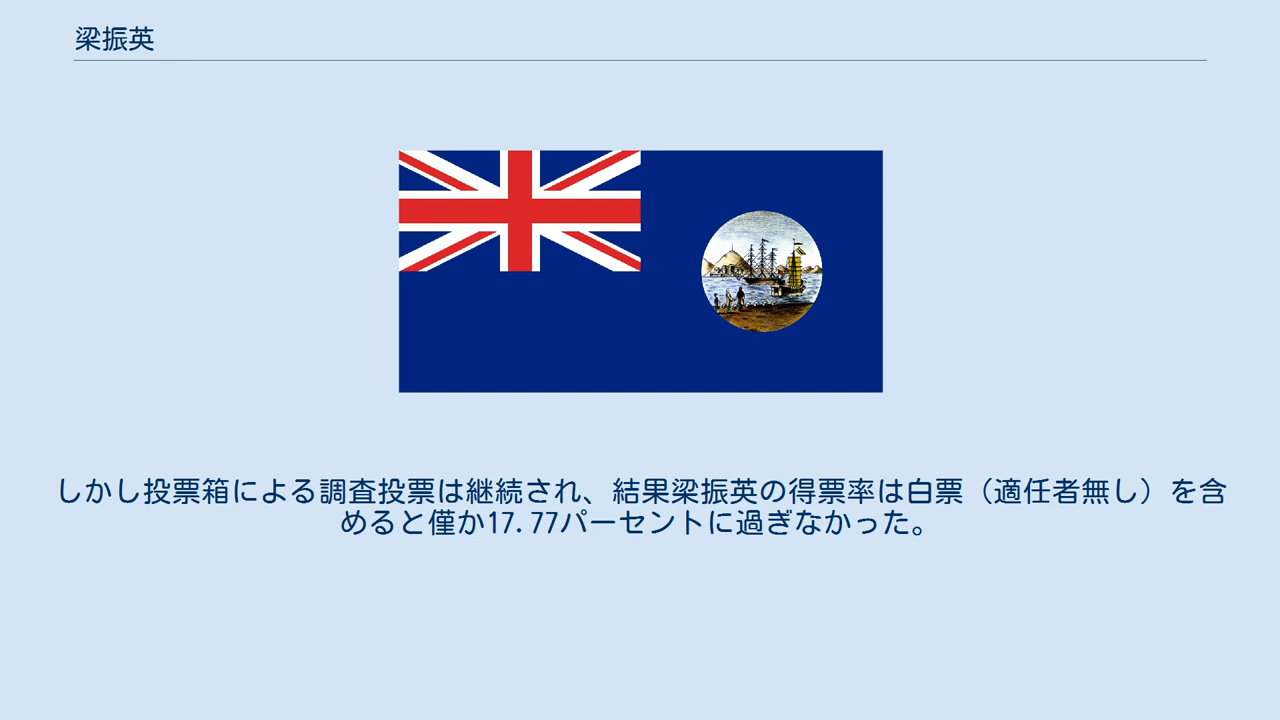 梁振英
しかし投票箱による調査投票は継続され、結果梁振英の得票率は白票（適任者無し）を含
めると僅か17.77パーセントに過ぎなかった。